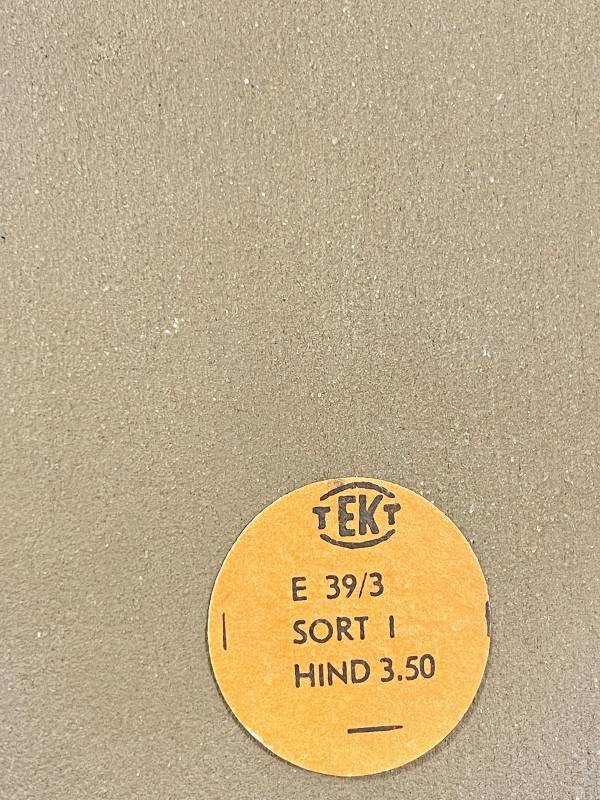 TEKT
E 39/3
SORT I
HIND 3.50